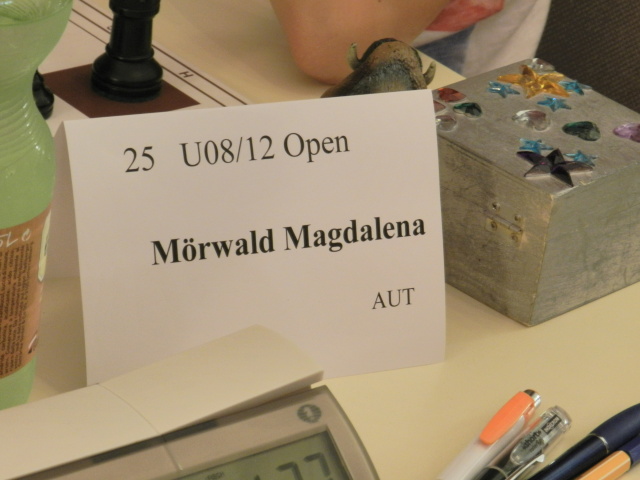 25 U08/12 Open
Mörwald Magdalena
AUT
H